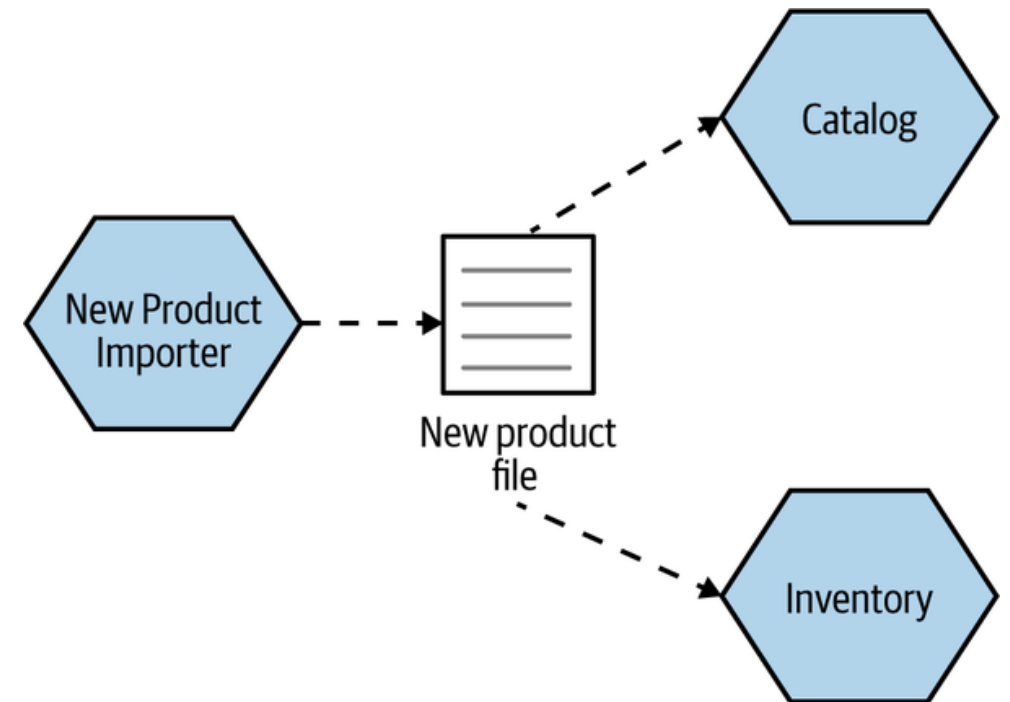 Catalog
New Product
Importer
New product
file
Inventory